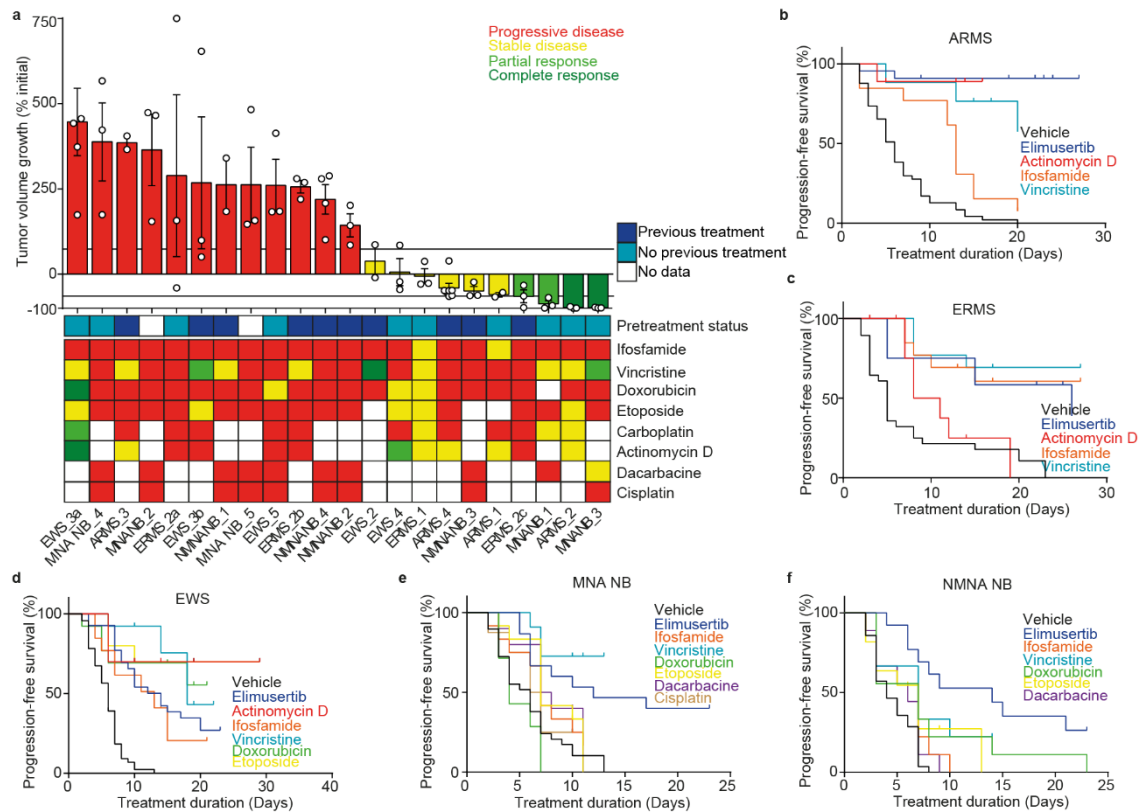 a
750
500
250
0
-100
Tumor volume growth (% initial)
Progressive disease
Stable disease
Partial response
Complete response
Previous treatment
No previous treatment
No data
Pretreatment status
Ifosfamide
Vincristine
Doxorubicin
Etoposide
Carboplatin
Actinomycin D
Dacarbacine
Cisplatin
EWS_3a
MNA NB_4
ARMS_3
MNANB_2
ERMS_2a
EWS_3b
NMNANB_1
MNA NB_5
EWS_5
ERMS_2b
NMNANB_4
NMNANB_2
EWS_2
EWS_4
ERMS_1
ARMS_4
NMNANB_3
ARMS_1
ERMS_2c
MNANB_1
ARMS_2
MNANB_3
b
ARMS
Progression-free survival (%)
100
50
0
0
10
20
30
Treatment duration (Days)
Vehicle
Elimusertib
Actinomycin D
Ifosfamide
Vincristine
c
ERMS
Progression-free survival (%)
100
50
0
0
10
20
30
Treatment duration (Days)
Vehicle
Elimusertib
Actinomycin D
Ifosfamide
Vincristine
d
EWS
Progression-free survival (%)
100
50
0
0
10
20
30
40
Treatment duration (Days)
Vehicle
Elimusertib
Actinomycin D
Ifosfamide
Vincristine
Doxorubicin
Etoposide
e
MNA NB
Progression-free survival (%)
100
50
0
0
5
10
15
20
25
Treatment duration (Days)
Vehicle
Elimusertib
Ifosfamide
Vincristine
Doxorubicin
Etoposide
Dacarbacine
Cisplatin
f
NMNA NB
Progression-free survival (%)
100
50
0
0
5
10
15
20
25
Treatment duration (Days)
Vehicle
Elimusertib
Ifosfamide
Vincristine
Doxorubicin
Etoposide
Dacarbacine